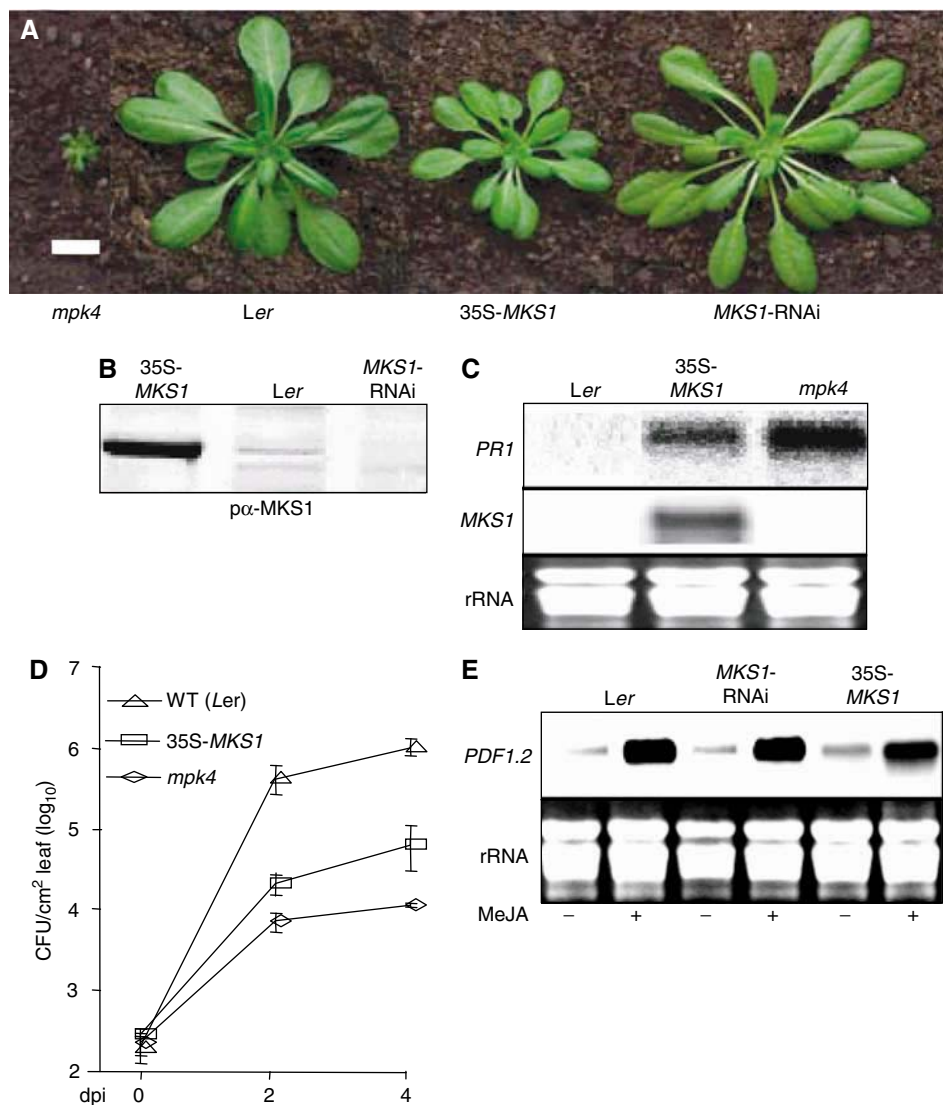 A
mpk4 Ler 35S-MKS1 MKS1-RNAi
B
35S-
MKS1
Ler
MKS1-
RNAi
pα-MKS1
C
Ler
35S-
MKS1
mpk4
PR1
MKS1
rRNA
D
7
6
5
4
3
2
CFU/cm² leaf (log₁₀)
WT (Ler)
35S-MKS1
mpk4
dpi 0 2 4
E
Ler
MKS1-
RNAi
35S-
MKS1
PDF1.2
rRNA
MeJA – + – + – +